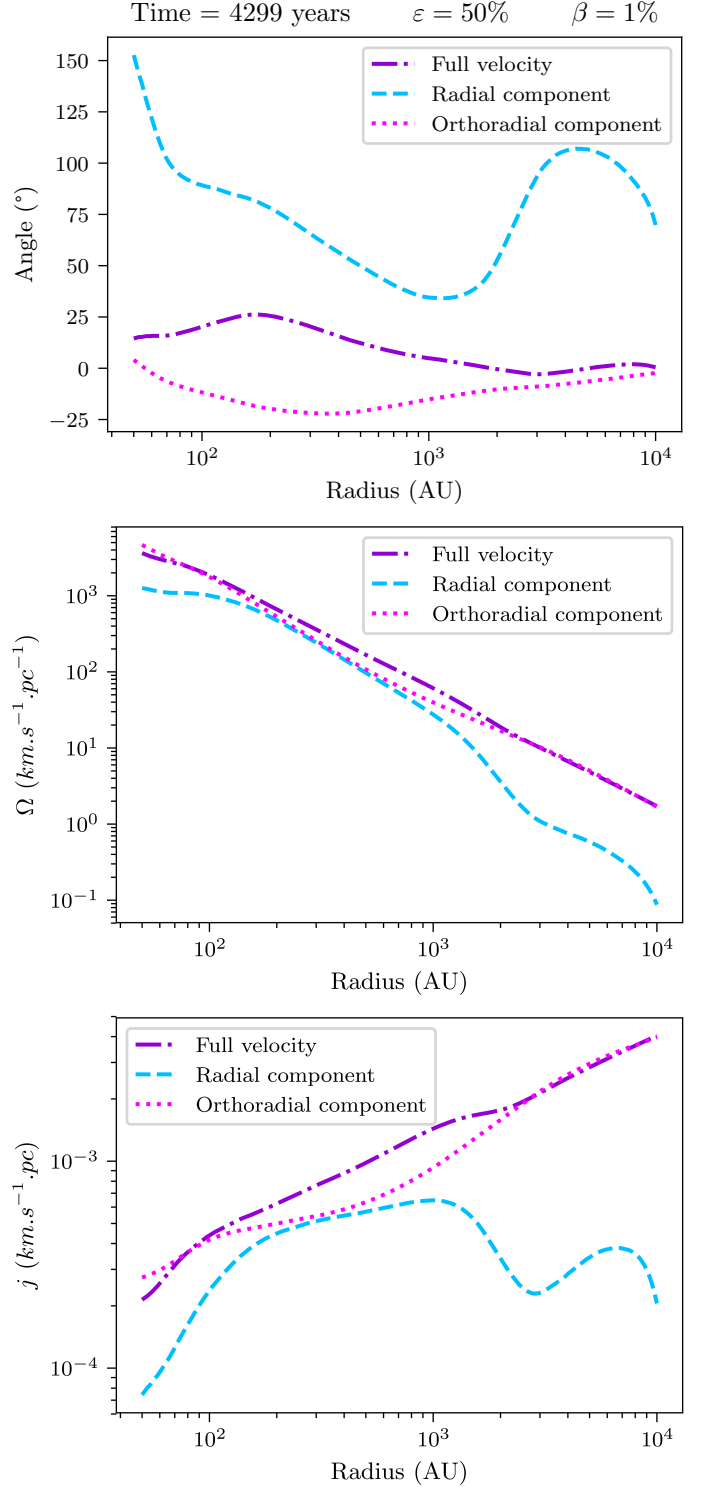 Time = 4299 years ε = 50% β = 1%
Full velocity
Radial component
Orthoradial component
Angle (°)
150
125
100
75
50
25
0
−25
10² 10³ 10⁴
Radius (AU)
Full velocity
Radial component
Orthoradial component
Ω (km.s⁻¹.pc⁻¹)
10³
10²
10¹
10⁰
10⁻¹
10² 10³ 10⁴
Radius (AU)
Full velocity
Radial component
Orthoradial component
j (km.s⁻¹.pc)
10⁻³
10⁻⁴
10² 10³ 10⁴
Radius (AU)